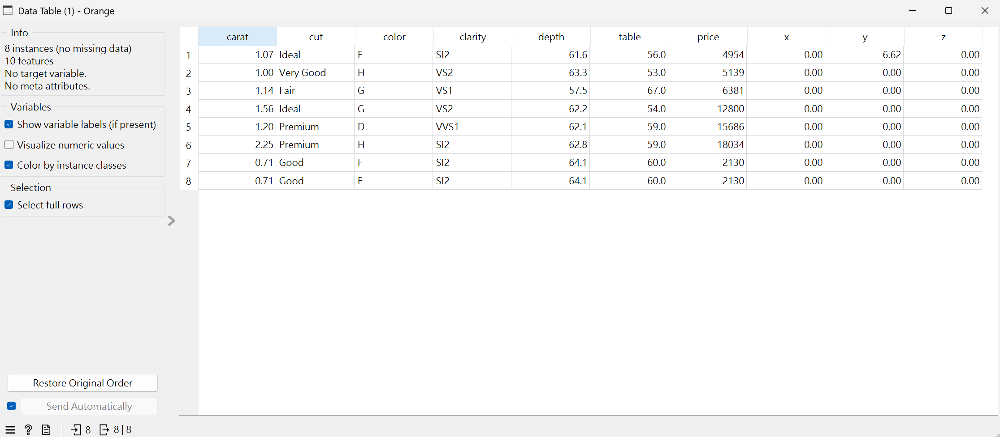 Data Table (1) - Orange
Info
8 instances (no missing data)
10 features
No target variable.
No meta attributes.
Variables
Show variable labels (if present)
Visualize numeric values
Color by instance classes
Selection
Select full rows
Restore Original Order
Send Automatically
8
8 | 8
carat cut color clarity depth table price x y z
1 1.07 Ideal F SI2 61.6 56.0 4954 0.00 6.62 0.00
2 1.00 Very Good H VS2 63.3 53.0 5139 0.00 0.00 0.00
3 1.14 Fair G VS1 57.5 67.0 6381 0.00 0.00 0.00
4 1.56 Ideal G VS2 62.2 54.0 12800 0.00 0.00 0.00
5 1.20 Premium D VVS1 62.1 59.0 15686 0.00 0.00 0.00
6 2.25 Premium H SI2 62.8 59.0 18034 0.00 0.00 0.00
7 0.71 Good F SI2 64.1 60.0 2130 0.00 0.00 0.00
8 0.71 Good F SI2 64.1 60.0 2130 0.00 0.00 0.00